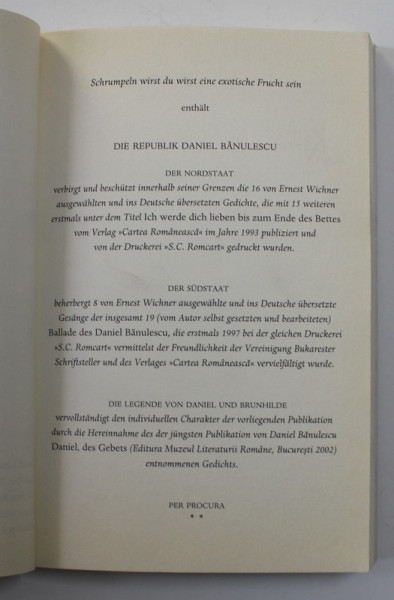 Schrumpeln wirst du wirst eine exotische Frucht sein
enthält
DIE REPUBLIK DANIEL BĂNULESCU
DER NORDSTAAT
verbirgt und beschützt innerhalb seiner Grenzen die 16 von Ernest Wichner
ausgewählten und ins Deutsche übersetzten Gedichte, die mit 15 weiteren
erstmals unter dem Titel Ich werde dich lieben bis zum Ende des Bettes
vom Verlag »Cartea Românească« im Jahre 1993 publiziert und
von der Druckerei »S.C. Romcart« gedruckt wurden.
DER SÜDSTAAT
beherbergt 8 von Ernest Wichner ausgewählte und ins Deutsche übersetzte
Gesänge der insgesamt 19 (vom Autor selbst gesetzten und bearbeiteten)
Ballade des Daniel Bănulescu, die erstmals 1997 bei der gleichen Druckerei
»S.C. Romcart« vermittelst der Freundlichkeit der Vereinigung Bukarester
Schriftsteller und des Verlages »Cartea Românească« vervielfältigt wurde.
DIE LEGENDE VON DANIEL UND BRUNHILDE
vervollständigt den individuellen Charakter der vorliegenden Publikation
durch die Hereinnahme des der jüngsten Publikation von Daniel Bănulescu
Daniel, des Gebets (Editura Muzeul Literaturii Române, Bucureşti 2002)
entnommenen Gedichts.
PER PROCURA
* *